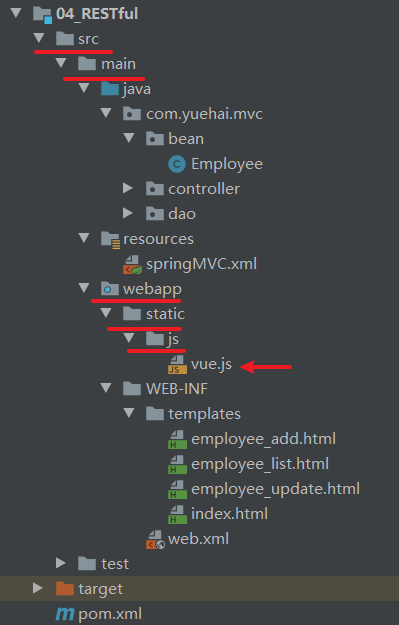 04_RESTful
src
main
java
com.yuehai.mvc
bean
C Employee
controller
dao
resources
springMVC.xml
webapp
static
js
JS vue.js
WEB-INF
templates
H employee_add.html
H employee_list.html
H employee_update.html
H index.html
web.xml
test
target
m pom.xml